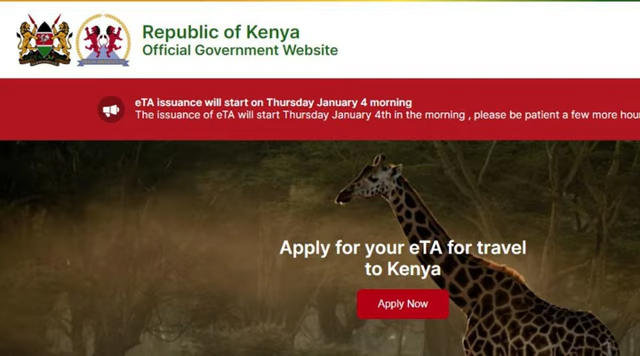 Republic of Kenya
Official Government Website
eTA issuance will start on Thursday January 4 morning
The issuance of eTA will start Thursday January 4th in the morning , please be patient a few more hour
Apply for your eTA for travel
to Kenya
Apply Now